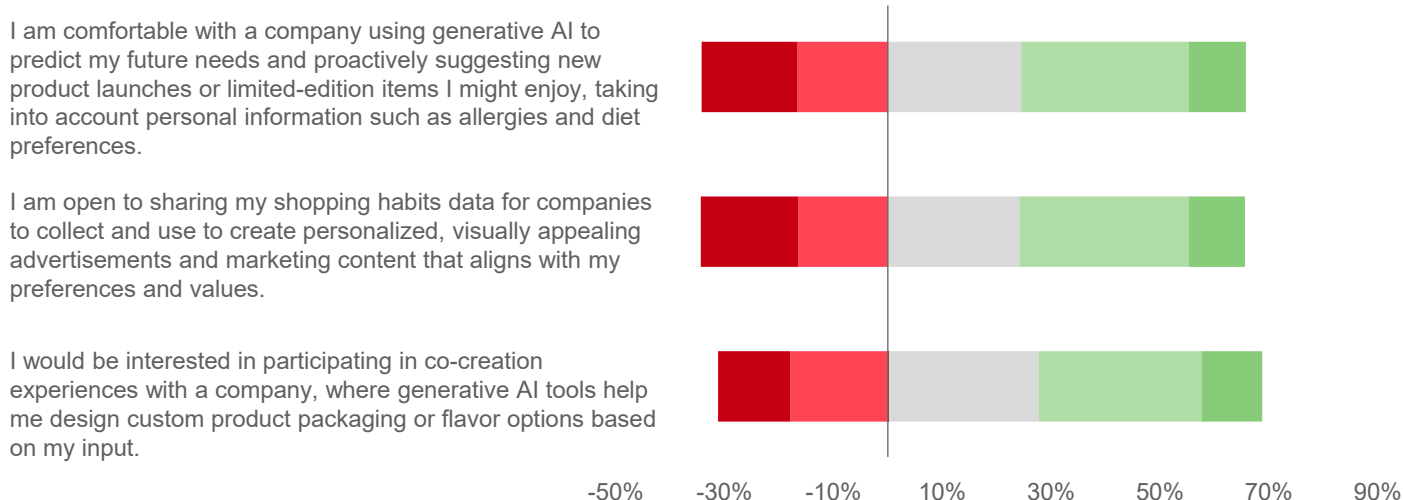 I am comfortable with a company using generative AI to
predict my future needs and proactively suggesting new
product launches or limited-edition items I might enjoy, taking
into account personal information such as allergies and diet
preferences.
I am open to sharing my shopping habits data for companies
to collect and use to create personalized, visually appealing
advertisements and marketing content that aligns with my
preferences and values.
I would be interested in participating in co-creation
experiences with a company, where generative AI tools help
me design custom product packaging or flavor options based
on my input.
-50% -30% -10% 10% 30% 50% 70% 90%